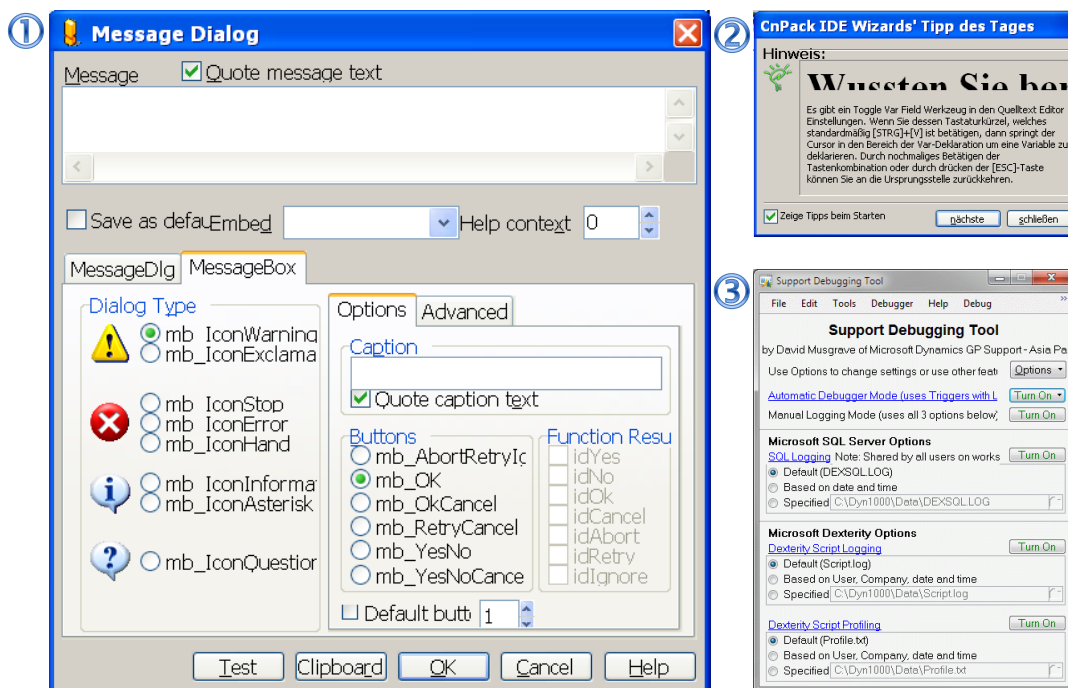 ①
Message Dialog
Message
Quote message text
Save as defau
Embed
Help context 0
MessageDlg MessageBox
Dialog Type
mb_IconWarning
mb_IconExclama
mb_IconStop
mb_IconError
mb_IconHand
mb_IconInforma
mb_IconAsterisk
mb_IconQuestion
Options Advanced
Caption
Quote caption text
Buttons
mb_AbortRetryIg
mb_OK
mb_OkCancel
mb_RetryCancel
mb_YesNo
mb_YesNoCance
Function Resu
idYes
idNo
idOk
idCancel
idAbort
idRetry
idIgnore
Default butt 1
Test Clipboard OK Cancel Help
②
CnPack IDE Wizards' Tipp des Tages
Hinweis:
Wussten Sie ber
Es gibt ein Toggle Var Field Werkzeug in den Quelltext Editor
Einstellungen. Wenn Sie dessen Tastaturkürzel, welches
standardmäßig [STRG]+[V] ist betätigen, dann springt der
Cursor in den Bereich der Var-Deklaration um eine Variable zu
deklarieren. Durch nochmaliges Betätigen der
Tastenkombination oder durch drücken der [ESC]-Taste
können Sie an die Ursprungsstelle zurückkehren.
Zeige Tipps beim Starten nächste schließen
③
Support Debugging Tool
File Edit Tools Debugger Help Debug
Support Debugging Tool
by David Musgrave of Microsoft Dynamics GP Support - Asia Pa
Use Options to change settings or use other feat Options
Automatic Debugger Mode (uses Triggers with L Turn On
Manual Logging Mode (uses all 3 options below) Turn On
Microsoft SQL Server Options
SQL Logging Note: Shared by all users on works Turn On
Default (DEXSQL.LOG)
Based on date and time
Specified C:\Dyn1000\Data\DEXSQL.LOG
Microsoft Dexterity Options
Dexterity Script Logging Turn On
Default (Script.log)
Based on User, Company, date and time
Specified C:\Dyn1000\Data\Script.log
Dexterity Script Profiling Turn On
Default (Profile.txt)
Based on User, Company, date and time
Specified C:\Dyn1000\Data\Profile.txt